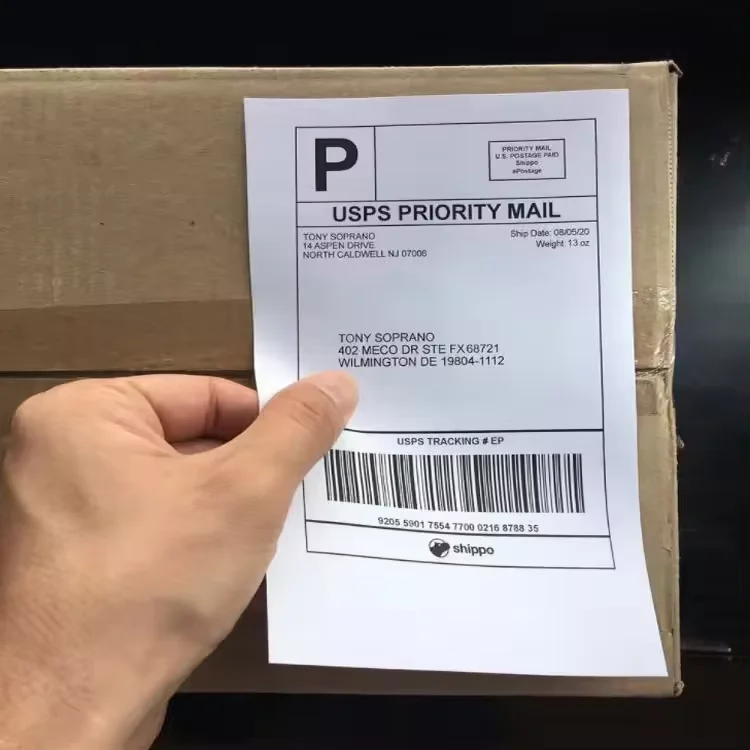 P
PRIORITY MAIL
U.S. POSTAGE PAID
Shippo
ePostage
USPS PRIORITY MAIL
TONY SOPRANO
14 ASPEN DRIVE
NORTH CALDWELL NJ 07006
Ship Date: 08/05/20
Weight: 13 oz
TONY SOPRANO
402 MECO DR STE FX68721
WILMINGTON DE 19804-1112
USPS TRACKING # EP
9205 5901 7554 7700 0216 8788 35
shippo